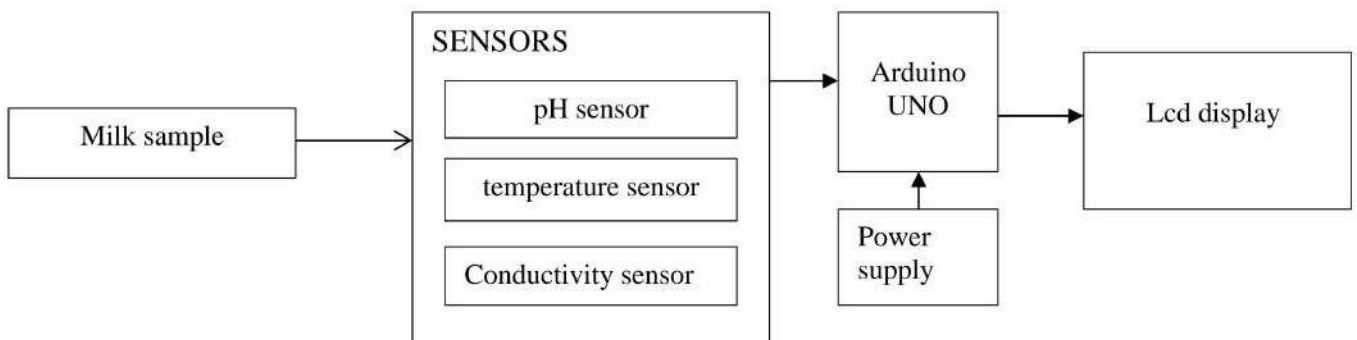 Milk sample
SENSORS
pH sensor
temperature sensor
Conductivity sensor
Arduino
UNO
Power
supply
Lcd display